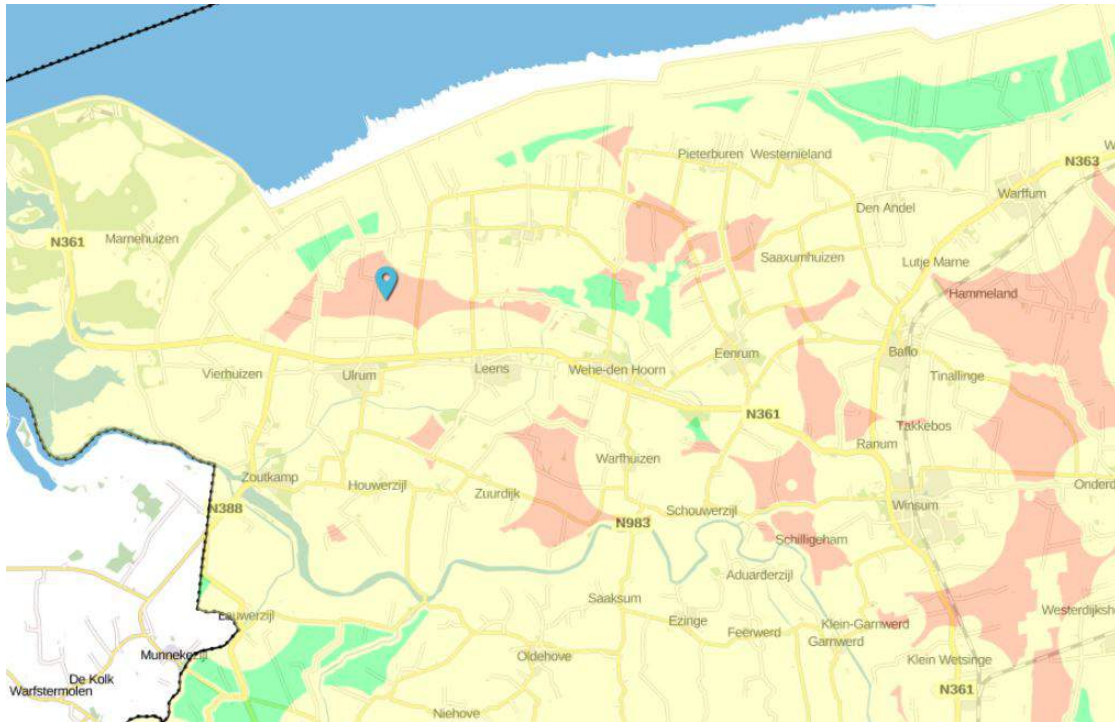 Pieterburen
Westernieland
N363
Warffum
Den Andel
N361
Marnehuizen
Saaxumhuizen
Lutje Marne
Hammeland
Baflo
Eenrum
Vierhuizen
Ulrum
Leens
Wehe-den Hoorn
Tinallinge
N361
Takkebos
Ranum
Warfhuizen
Zoutkamp
Houwerzijl
Zuurdijk
Onderd
Winsum
N388
N983
Schouwerzijl
Schilligeham
Aduarderzijl
Saaksum
Ezinge
Feerwerd
Klein-Garnwerd
Garnwerd
Westerdijksh
Lauwerzijl
Munnekezijl
Oldehove
Klein Wetsinge
De Kolk
Warfstermolen
N361
Niehove